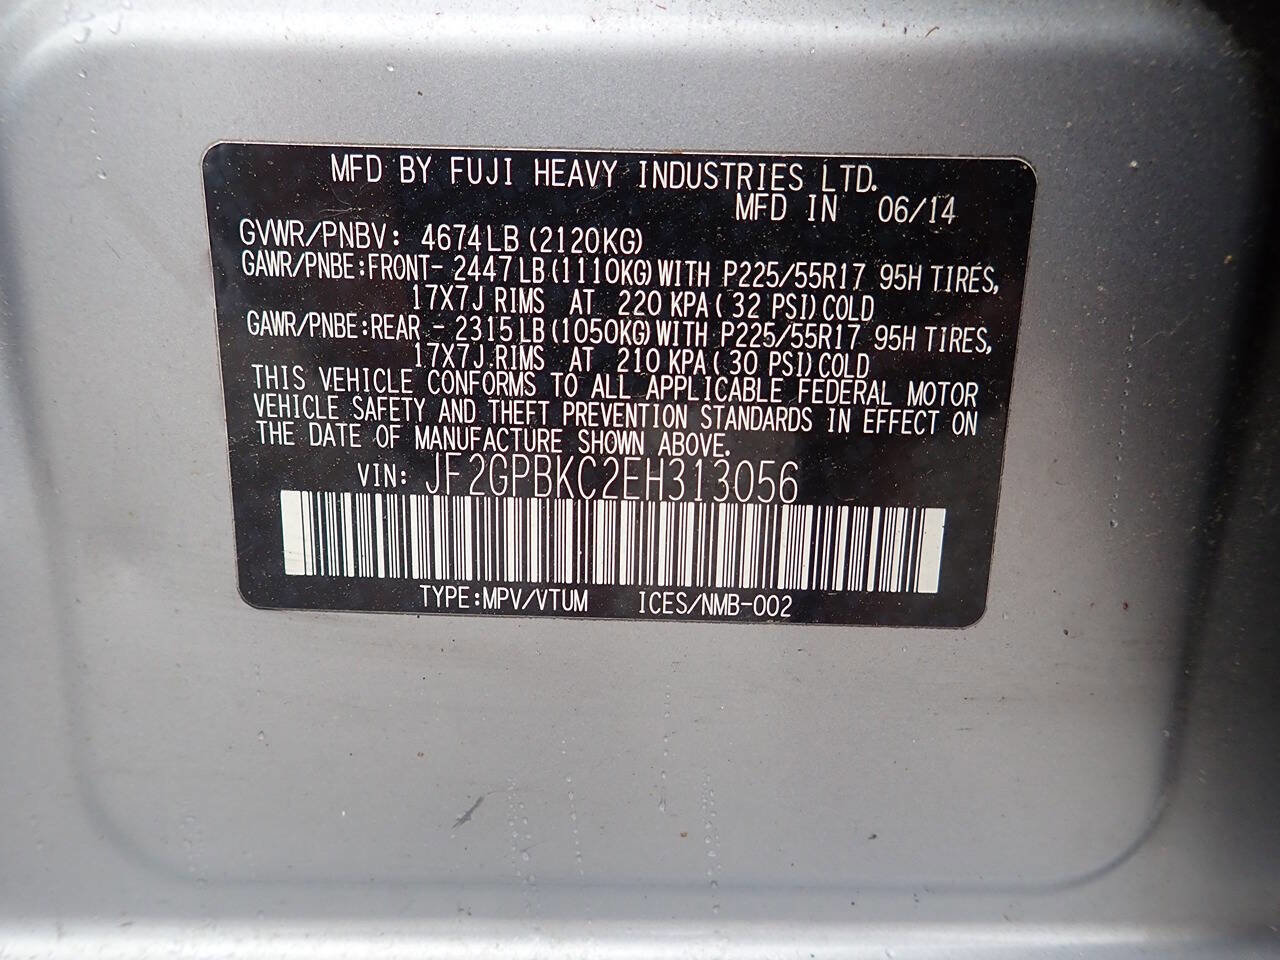 MFD BY FUJI HEAVY INDUSTRIES LTD.
MFD IN 06/14
GVWR/PNBV: 4674LB(2120KG)
GAWR/PNBE:FRONT- 2447LB(1110KG)WITH P225/55R17 95H TIRES,
17X7J RIMS AT 220 KPA( 32 PSI)COLD
GAWR/PNBE:REAR - 2315LB(1050KG)WITH P225/55R17 95H TIRES,
17X7J RIMS AT 210 KPA( 30 PSI)COLD
THIS VEHICLE CONFORMS TO ALL APPLICABLE FEDERAL MOTOR
VEHICLE SAFETY AND THEFT PREVENTION STANDARDS IN EFFECT ON
THE DATE OF MANUFACTURE SHOWN ABOVE.
VIN: JF2GPBKC2EH313056
TYPE:MPV/VTUM ICES/NMB-002